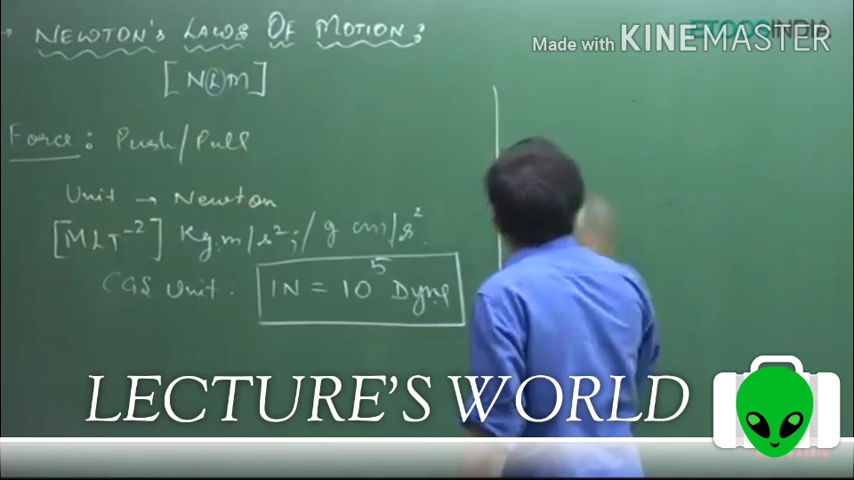 → NEWTON's LAWS OF MOTION:
[NLM]
Force: Push/Pull
Unit → Newton
[MLT⁻²] Kg.m/s²; / g cm/s².
CGS Unit: 1N = 10⁵ Dyne
Made with KINEMASTER
ETOOSINDIA
LECTURE'S WORLD